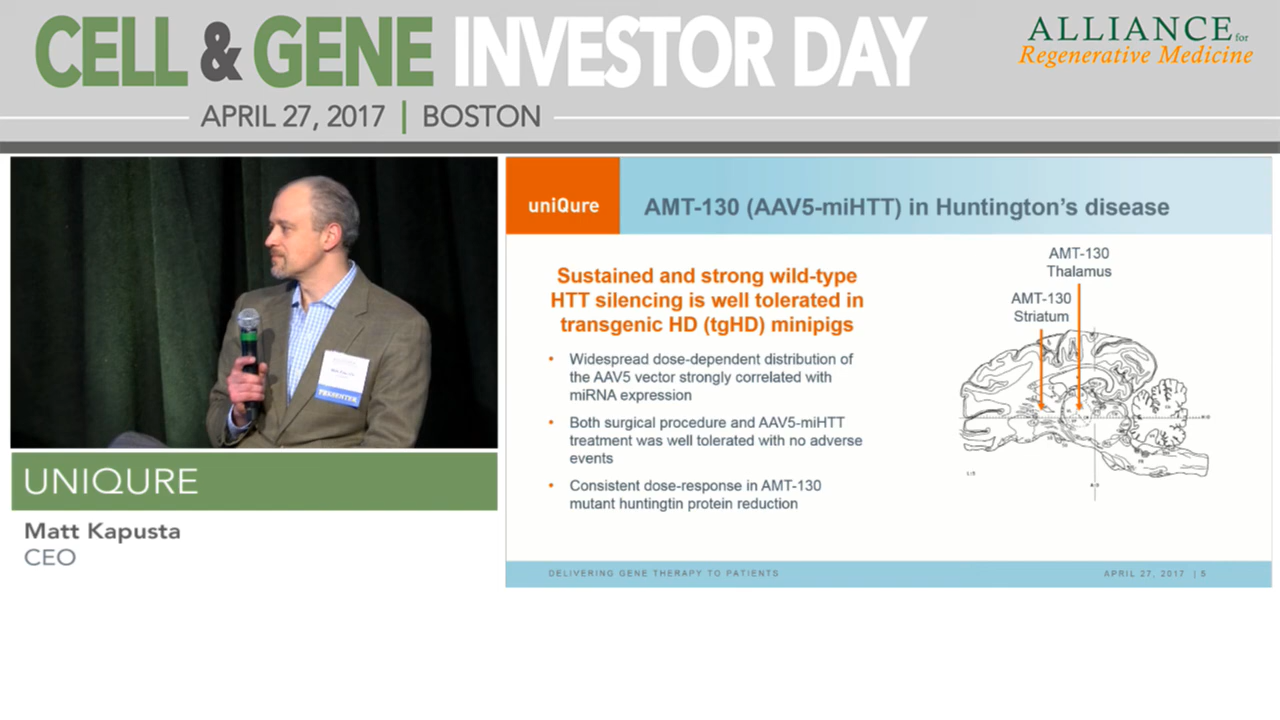 CELL & GENE INVESTOR DAY
APRIL 27, 2017 | BOSTON
ALLIANCE for
Regenerative Medicine
PRESENTER
UNIQURE
Matt Kapusta
CEO
uniQure
AMT-130 (AAV5-miHTT) in Huntington's disease
Sustained and strong wild-type
HTT silencing is well tolerated in
transgenic HD (tgHD) minipigs
• Widespread dose-dependent distribution of
the AAV5 vector strongly correlated with
miRNA expression
• Both surgical procedure and AAV5-miHTT
treatment was well tolerated with no adverse
events
• Consistent dose-response in AMT-130
mutant huntingtin protein reduction
AMT-130
Thalamus
AMT-130
Striatum
DELIVERING GENE THERAPY TO PATIENTS
APRIL 27, 2017 | 5